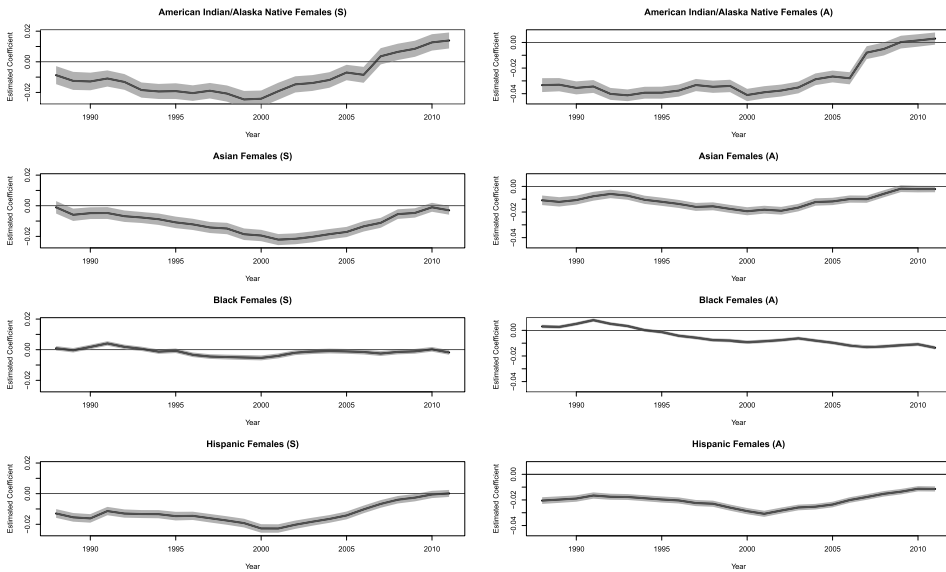 American Indian/Alaska Native Females (S)
Estimated Coefficient
0.02
0.00
−0.02
1990 1995 2000 2005 2010
Year
American Indian/Alaska Native Females (A)
Estimated Coefficient
0.00
−0.02
−0.04
1990 1995 2000 2005 2010
Year
Asian Females (S)
Estimated Coefficient
0.02
0.00
−0.02
1990 1995 2000 2005 2010
Year
Asian Females (A)
Estimated Coefficient
0.00
−0.02
−0.04
1990 1995 2000 2005 2010
Year
Black Females (S)
Estimated Coefficient
0.02
0.00
−0.02
1990 1995 2000 2005 2010
Year
Black Females (A)
Estimated Coefficient
0.00
−0.02
−0.04
1990 1995 2000 2005 2010
Year
Hispanic Females (S)
Estimated Coefficient
0.02
0.00
−0.02
1990 1995 2000 2005 2010
Year
Hispanic Females (A)
Estimated Coefficient
0.00
−0.02
−0.04
1990 1995 2000 2005 2010
Year